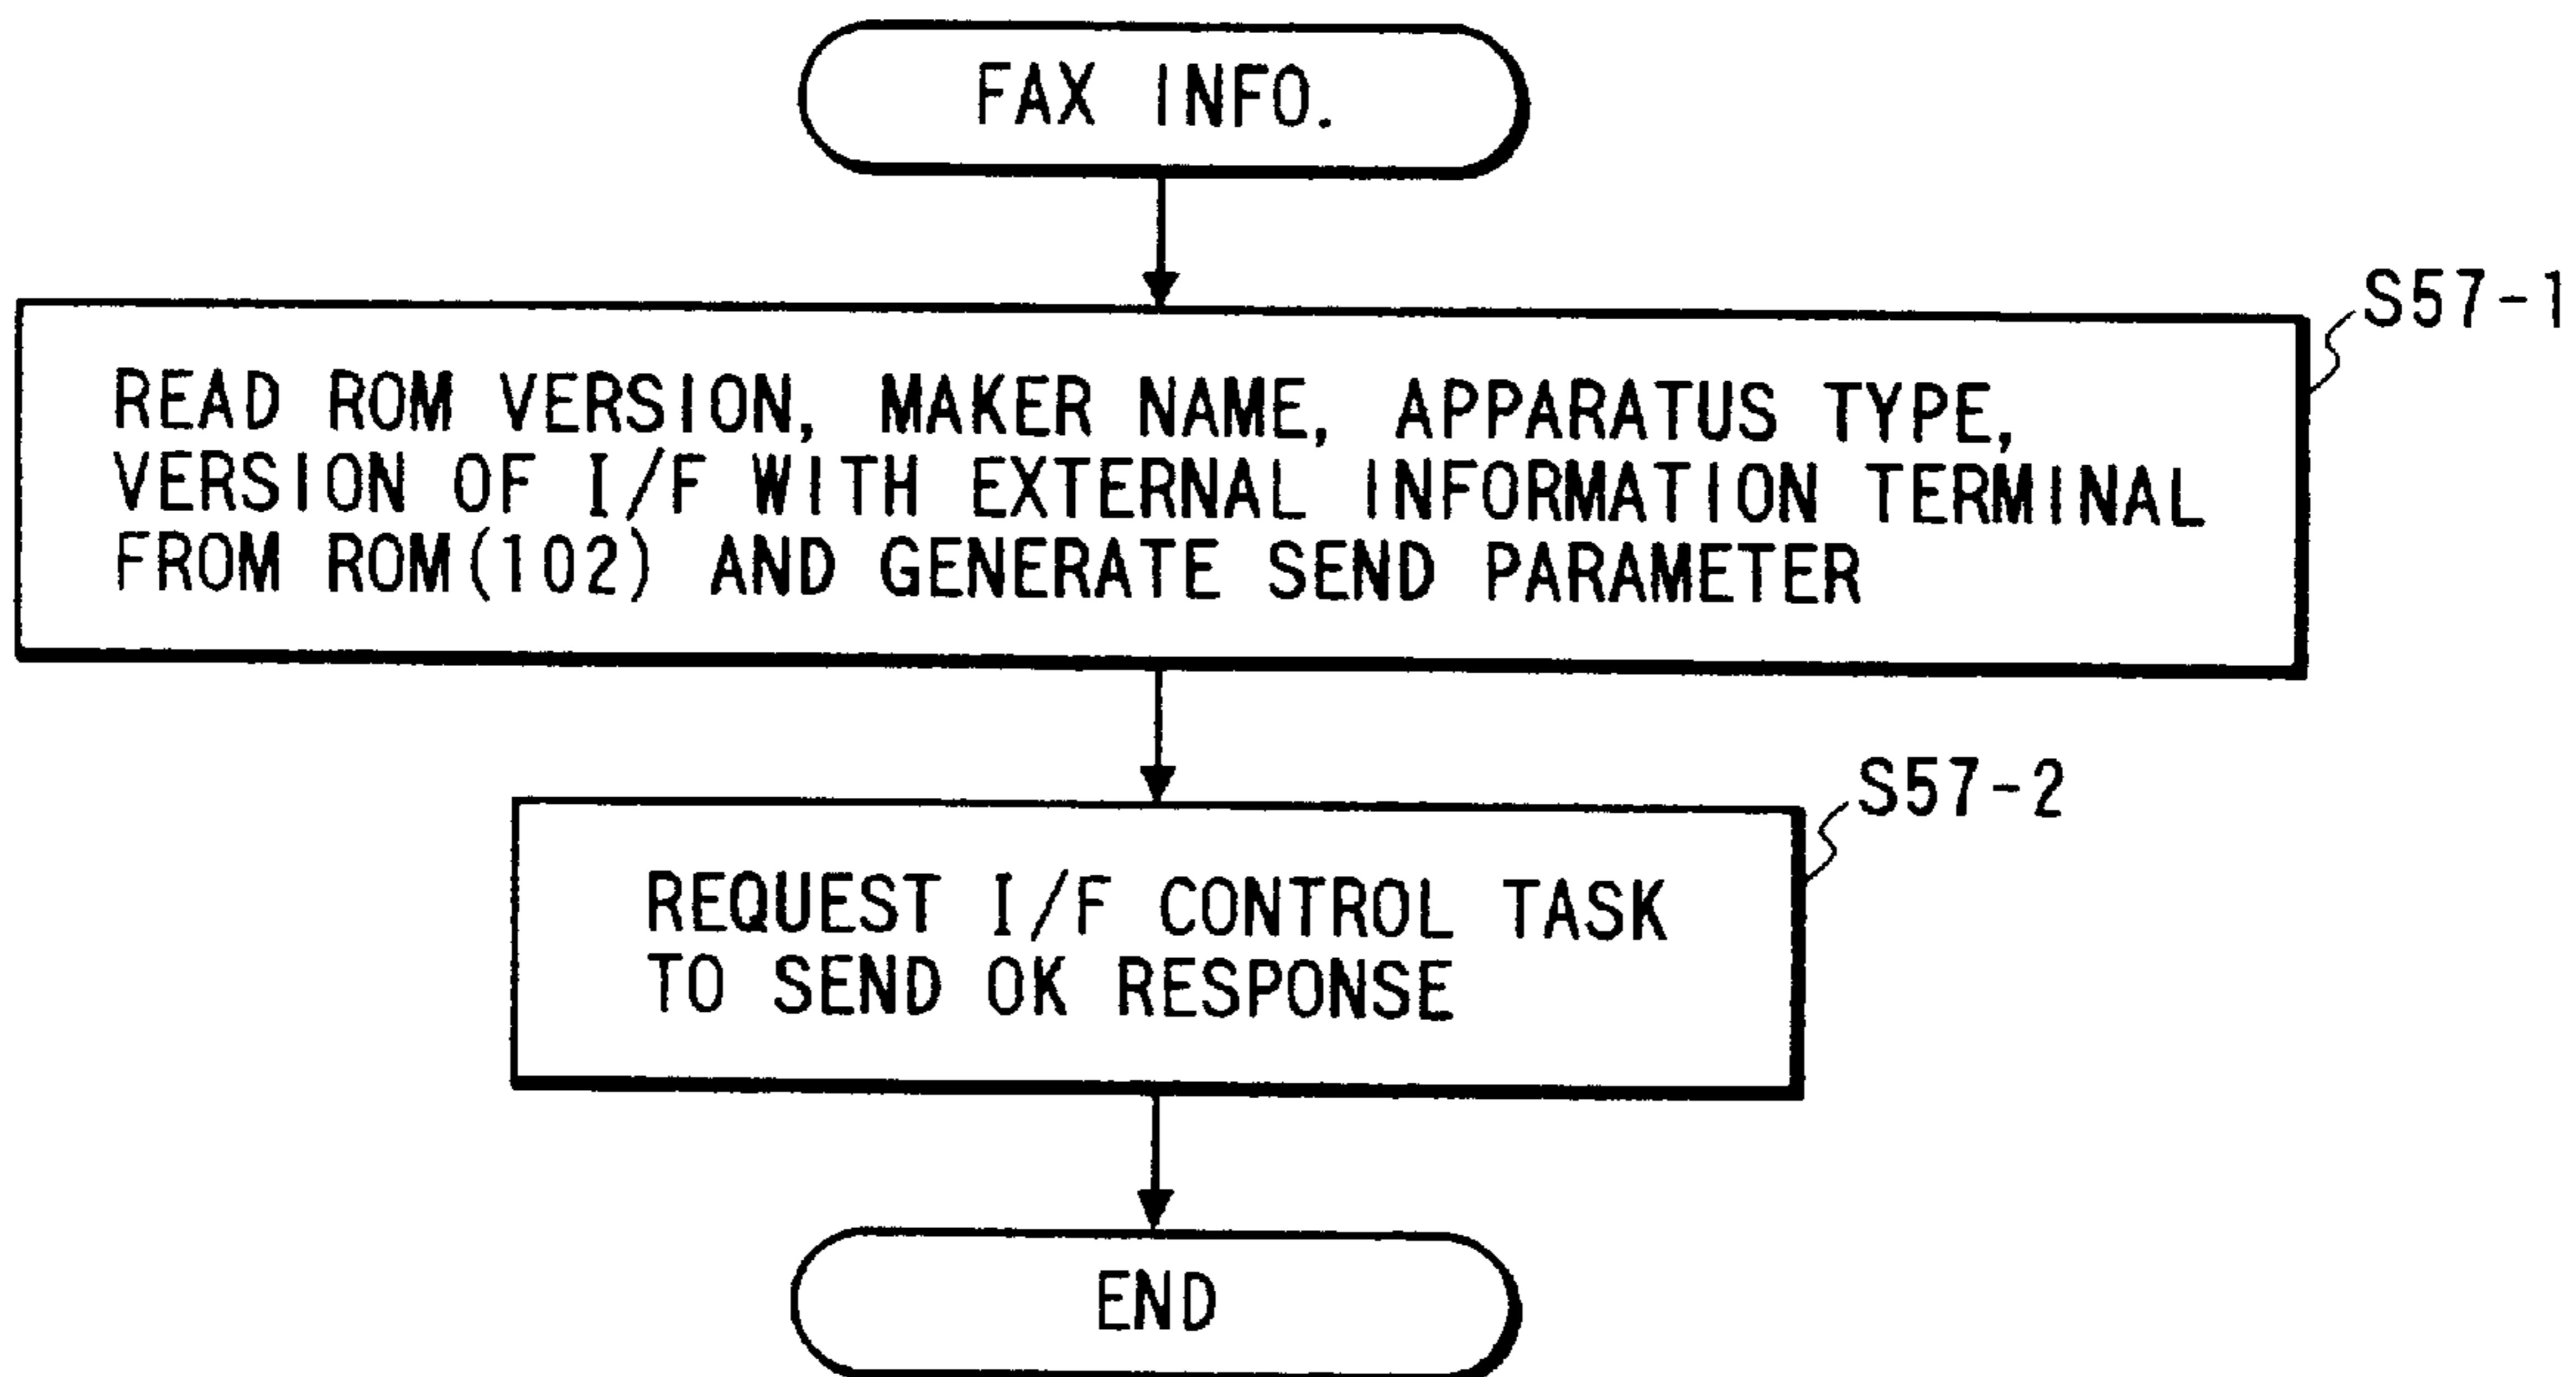 FAX INFO.
S57-1
READ ROM VERSION, MAKER NAME, APPARATUS TYPE,
VERSION OF I/F WITH EXTERNAL INFORMATION TERMINAL
FROM ROM(102) AND GENERATE SEND PARAMETER
S57-2
REQUEST I/F CONTROL TASK
TO SEND OK RESPONSE
END